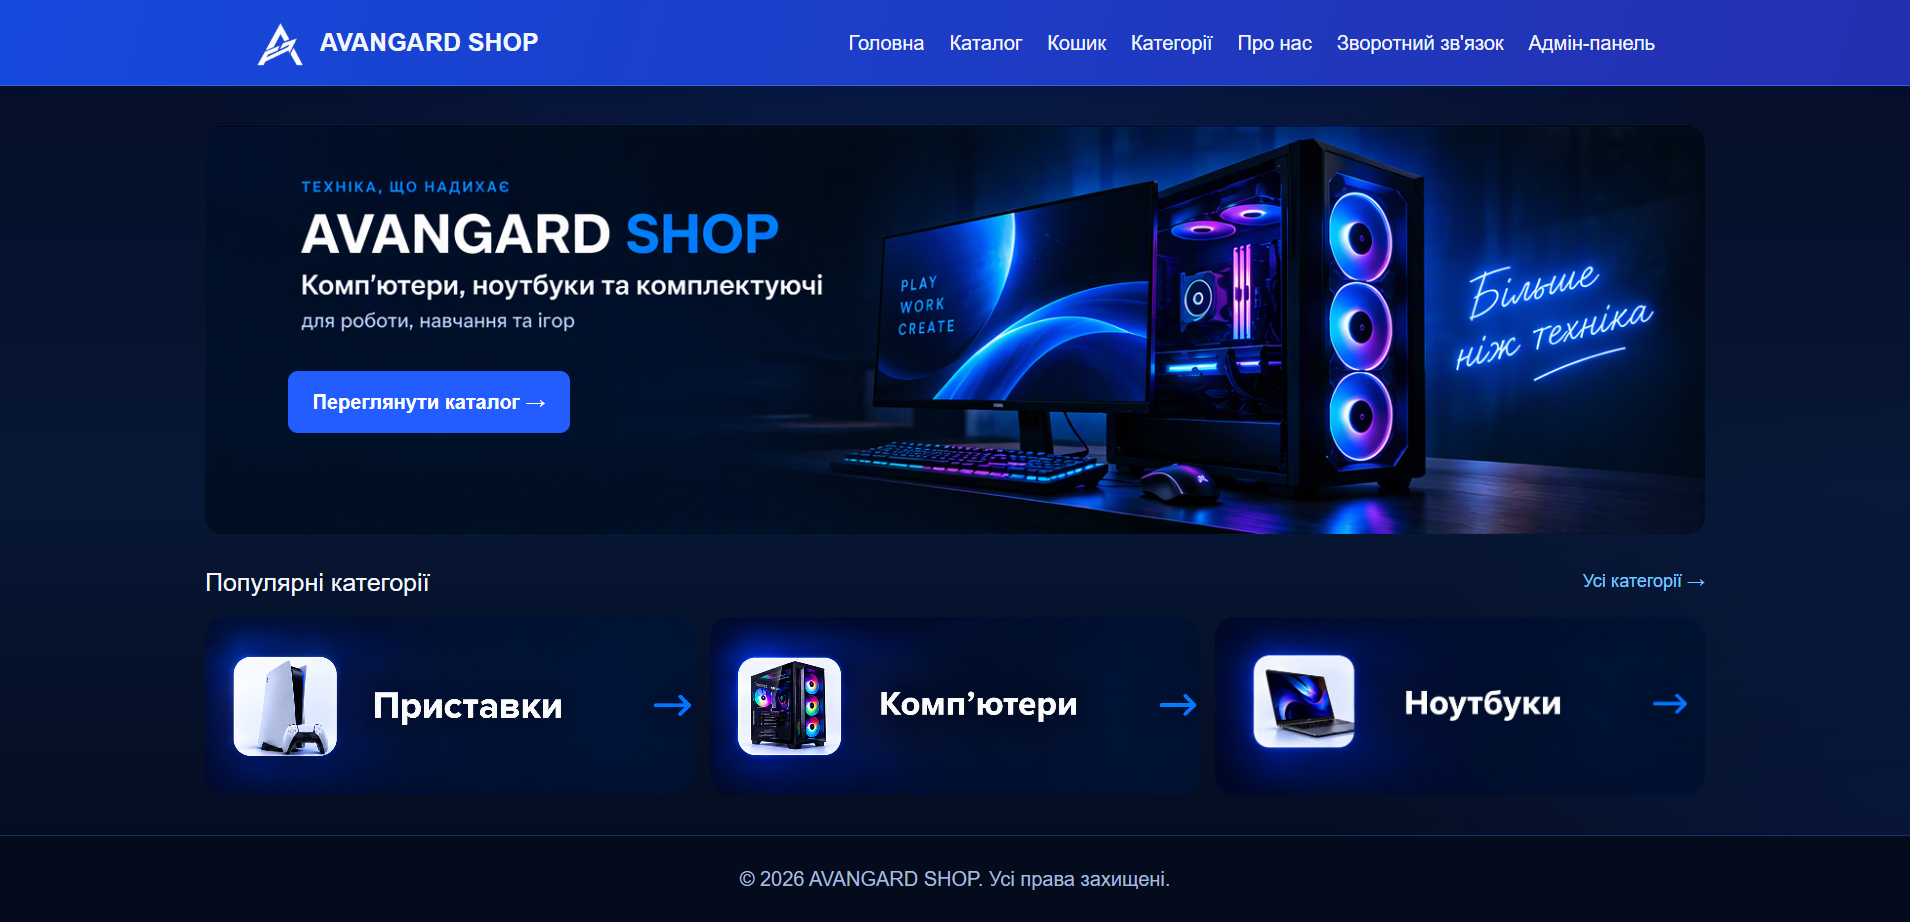 AVANGARD SHOP
Головна Каталог Кошик Категорії Про нас Зворотний зв'язок Адмін-панель
ТЕХНІКА, ЩО НАДИХАЄ
AVANGARD SHOP
Комп’ютери, ноутбуки та комплектуючі
для роботи, навчання та ігор
Переглянути каталог →
PLAY
WORK
CREATE
Більше
ніж техніка
Популярні категорії
Усі категорії →
Приставки →
Комп’ютери →
Ноутбуки →
© 2026 AVANGARD SHOP. Усі права захищені.